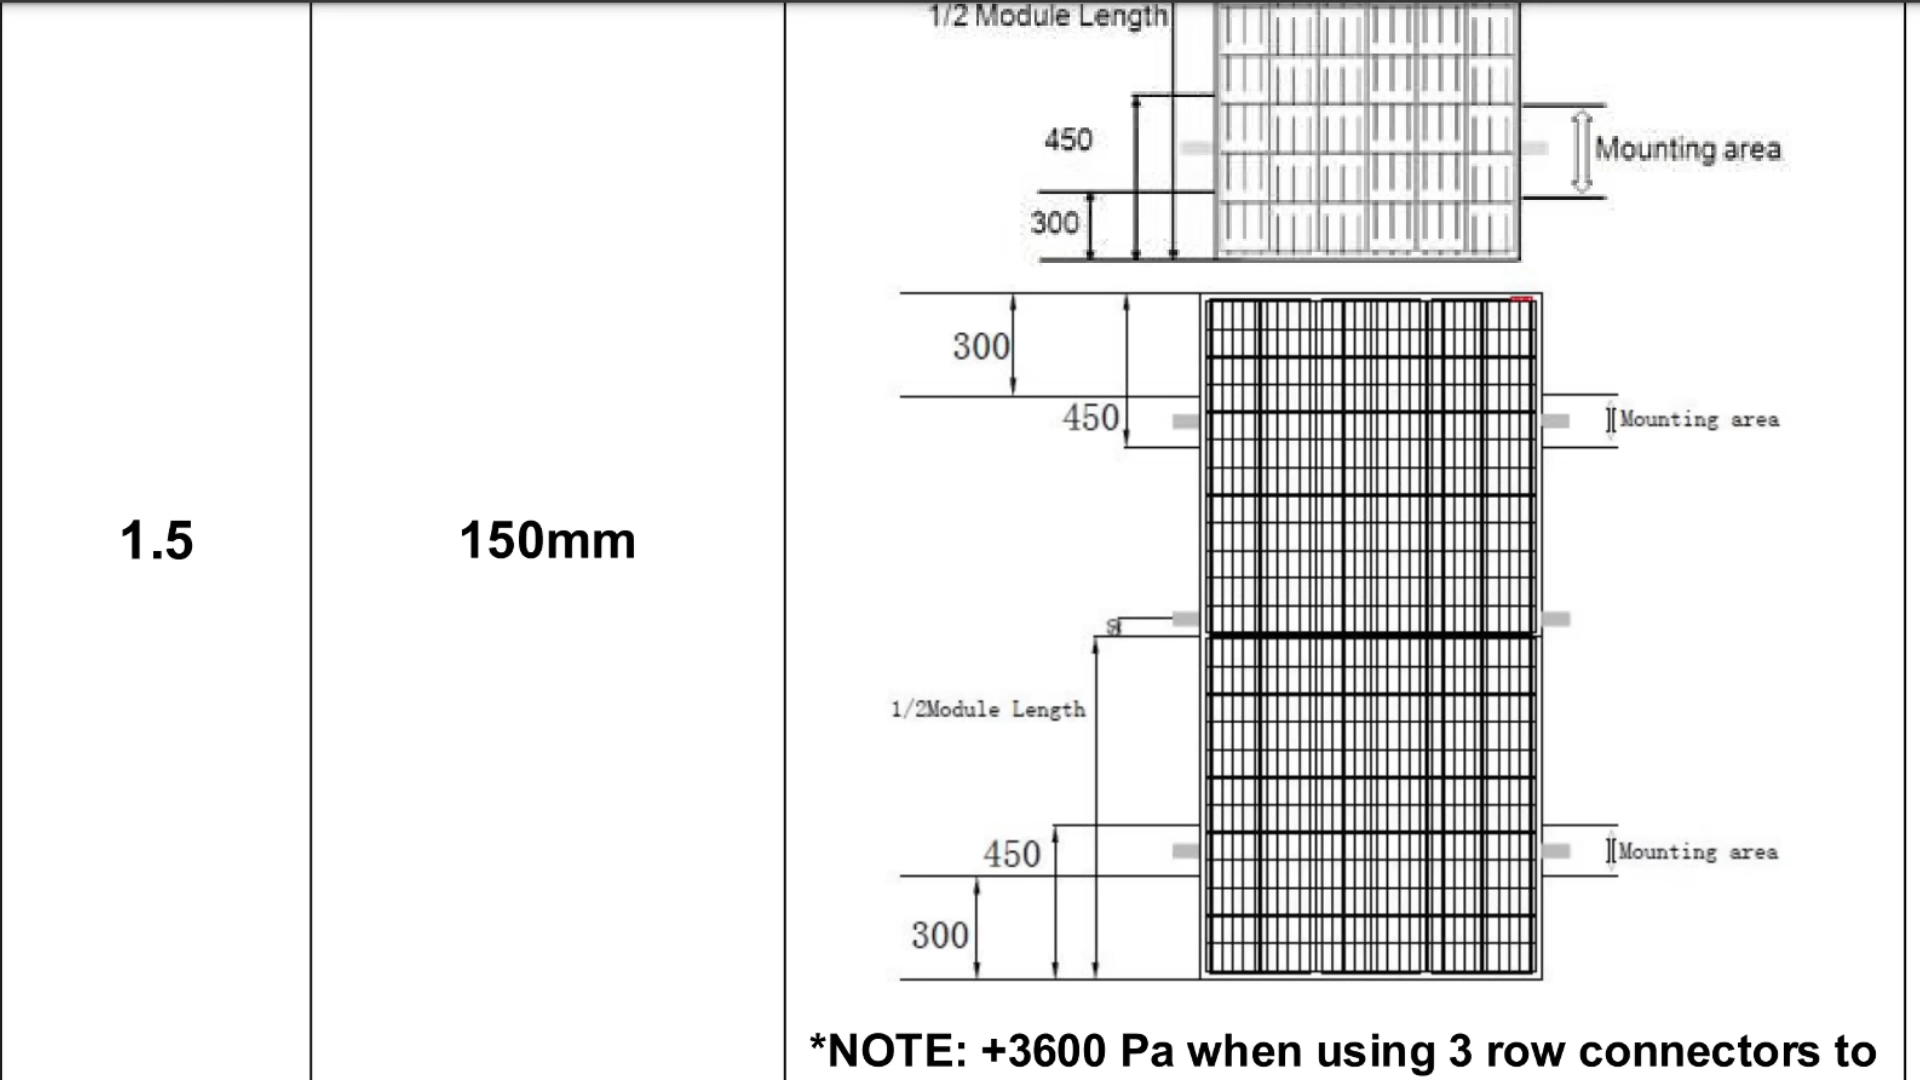 1/2 Module Length
450
Mounting area
300
300
450
Mounting area
1.5
150mm
1/2Module Length
450
Mounting area
300
*NOTE: +3600 Pa when using 3 row connectors to